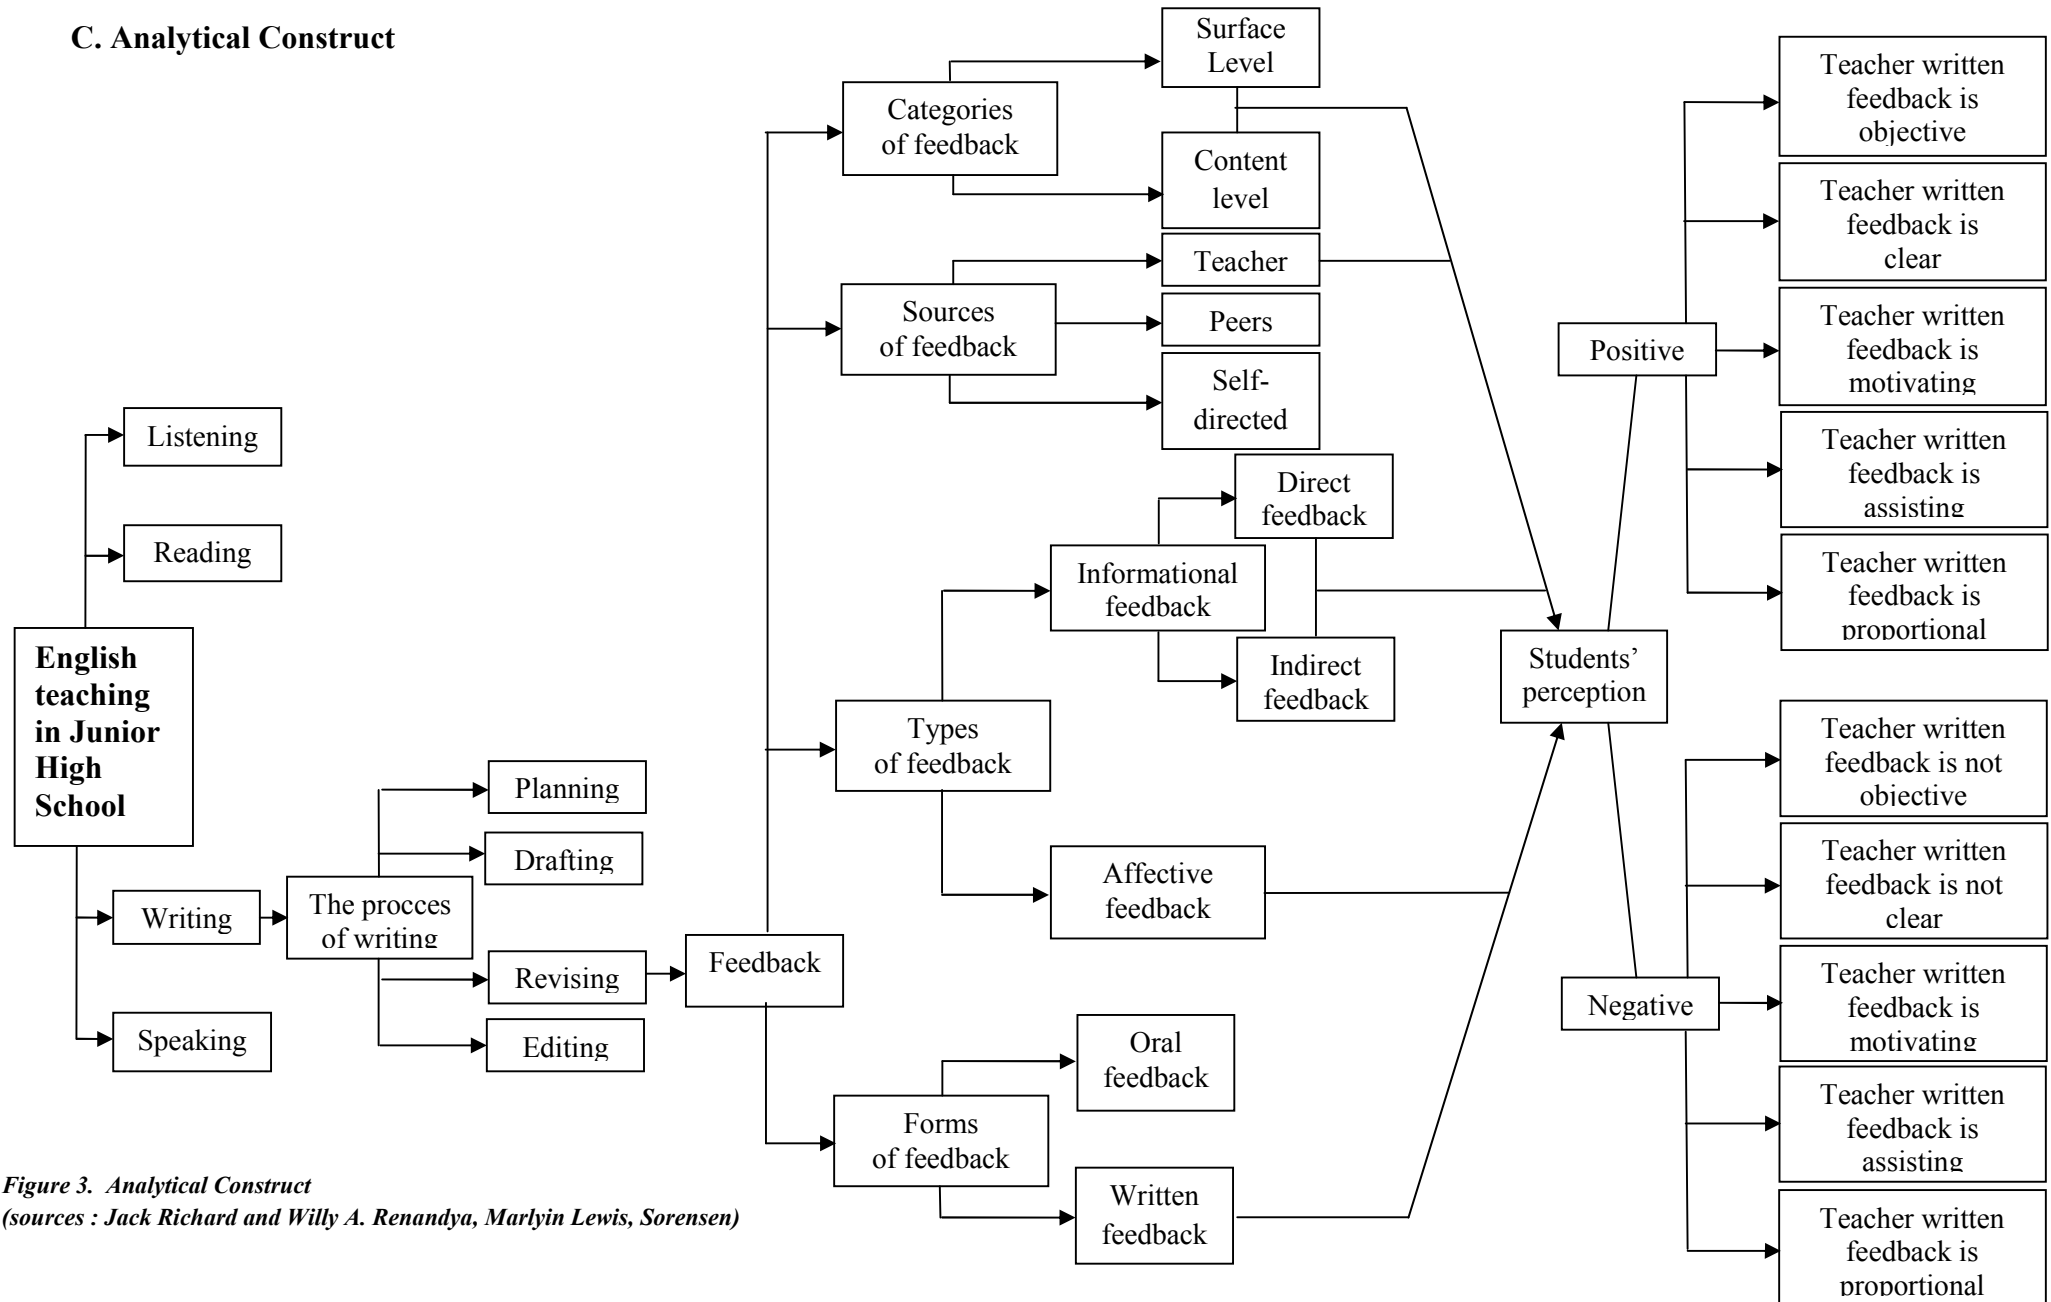 C. Analytical Construct
Surface
Level
Categories
of feedback
Content
level
Teacher
Sources
of feedback
Peers
Self-
directed
Listening
Reading
English
teaching
in Junior
High
School
Writing
Speaking
The procces
of writing
Planning
Drafting
Revising
Editing
Feedback
Direct
feedback
Informational
feedback
Indirect
feedback
Types
of feedback
Affective
feedback
Oral
feedback
Forms
of feedback
Written
feedback
Students’
perception
Positive
Negative
Teacher written
feedback is
objective
Teacher written
feedback is
clear
Teacher written
feedback is
motivating
Teacher written
feedback is
assisting
Teacher written
feedback is
proportional
Teacher written
feedback is not
objective
Teacher written
feedback is not
clear
Teacher written
feedback is
motivating
Teacher written
feedback is
assisting
Teacher written
feedback is
proportional
Figure 3. Analytical Construct
(sources : Jack Richard and Willy A. Renandya, Marlyin Lewis, Sorensen)